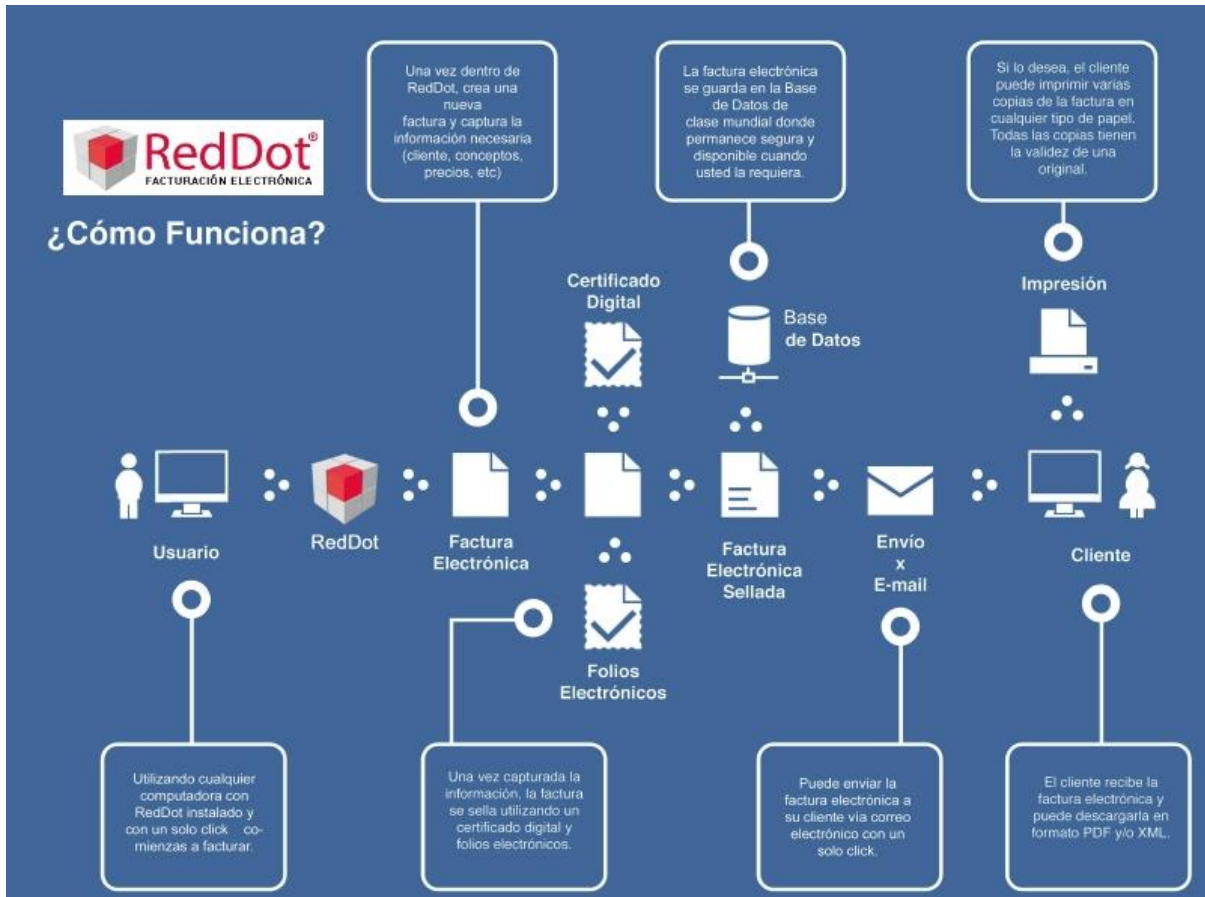 RedDot®
FACTURACIÓN ELECTRÓNICA
¿Cómo Funciona?
Una vez dentro de
RedDot, crea una
nueva
factura y captura la
información necesaria
(cliente, conceptos,
precios, etc)
La factura electrónica
se guarda en la Base
de Datos de
clase mundial donde
permanece segura y
disponible cuando
usted la requiera.
Si lo desea, el cliente
puede imprimir varias
copias de la factura en
cualquier tipo de papel.
Todas las copias tienen
la validez de una
original.
Certificado
Digital
Base
de Datos
Impresión
Usuario
RedDot
Factura
Electrónica
Folios
Electrónicos
Factura
Electrónica
Sellada
Envío
x
E-mail
Cliente
Utilizando cualquier
computadora con
RedDot instalado y
con un solo click co-
mienzas a facturar.
Una vez capturada la
información, la factura
se sella utilizando un
certificado digital y
folios electrónicos.
Puede enviar la
factura electrónica a
su cliente vía correo
electrónico con un
solo click.
El cliente recibe la
factura electrónica y
puede descargarla en
formato PDF y/o XML.